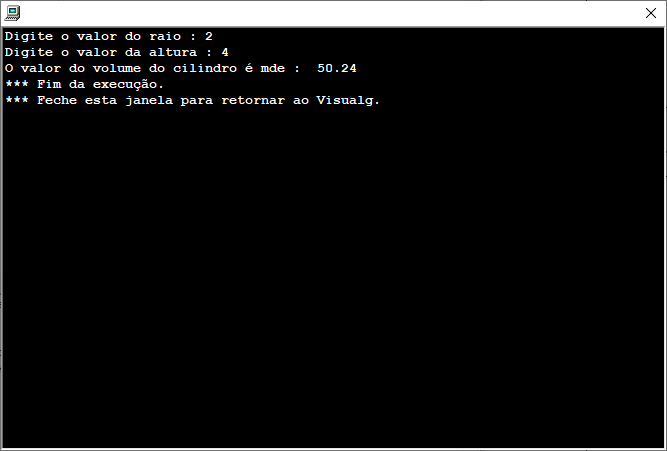 Digite o valor do raio : 2
Digite o valor da altura : 4
O valor do volume do cilindro é mde :  50.24
*** Fim da execução.
*** Feche esta janela para retornar ao Visualg.